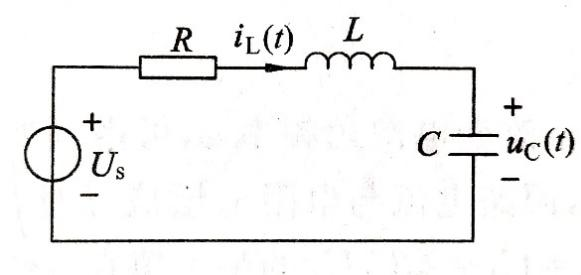 R i_L(t) L
+ +
U_s C u_C(t)
− −